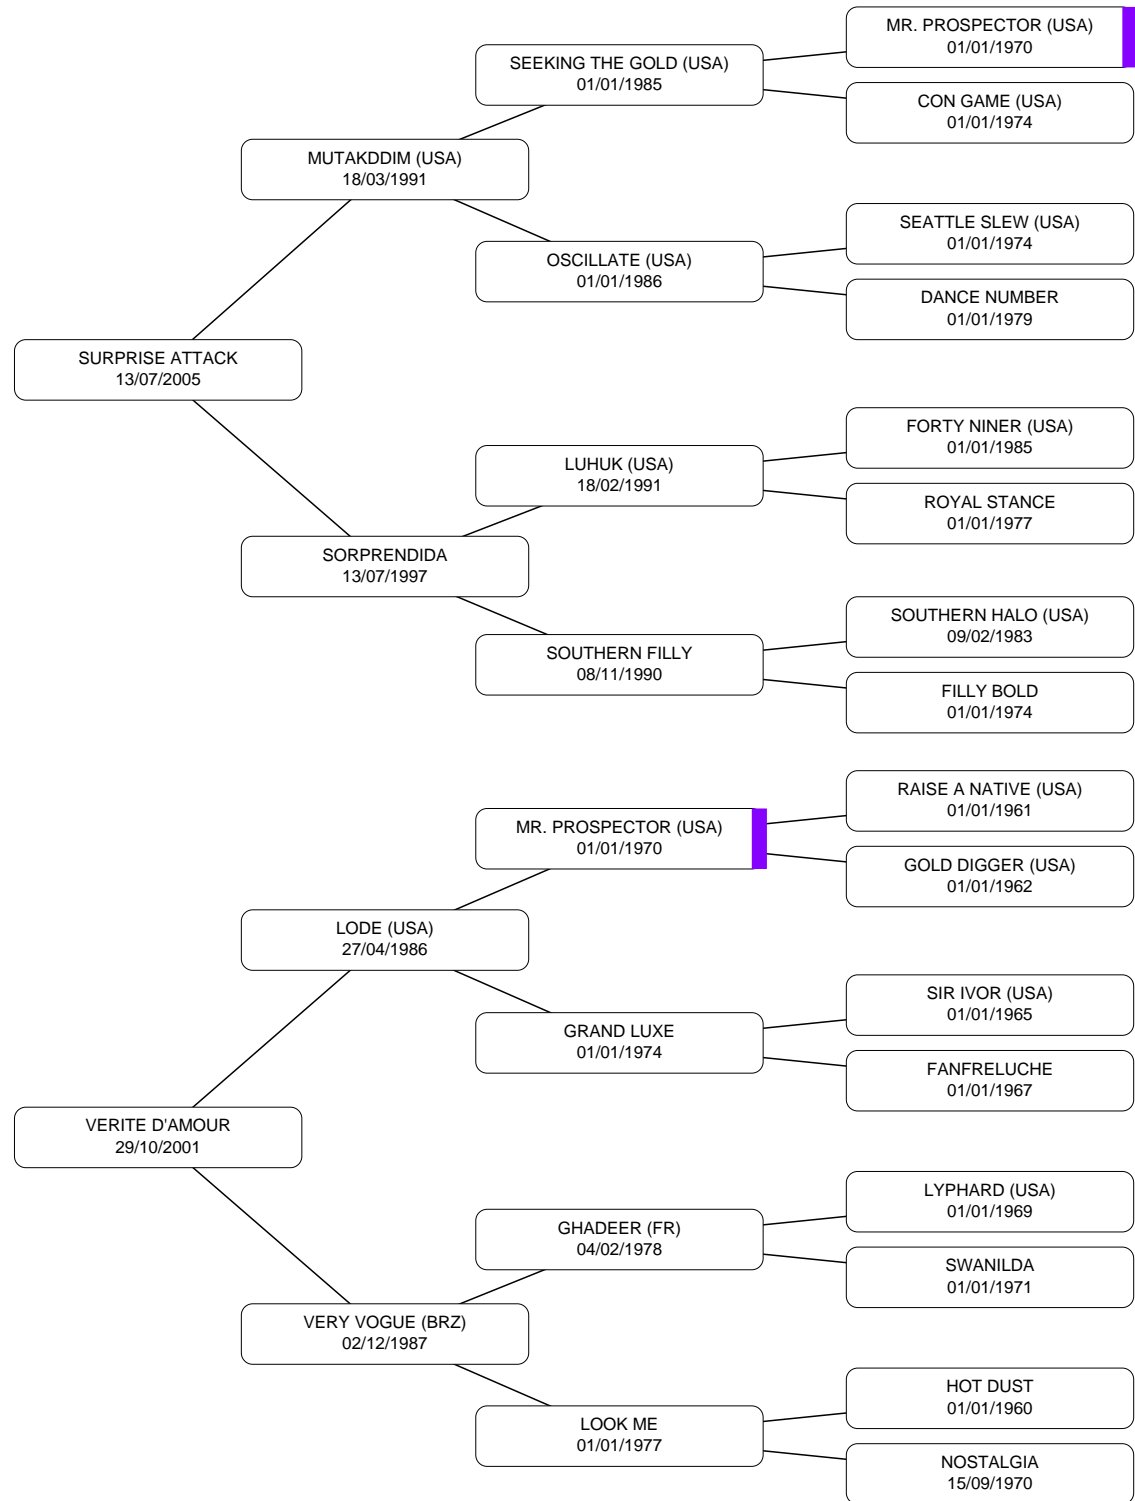 MR. PROSPECTOR (USA)
01/01/1970
SEEKING THE GOLD (USA)
01/01/1985
CON GAME (USA)
01/01/1974
MUTAKDDIM (USA)
18/03/1991
SEATTLE SLEW (USA)
01/01/1974
OSCILLATE (USA)
01/01/1986
DANCE NUMBER
01/01/1979
SURPRISE ATTACK
13/07/2005
FORTY NINER (USA)
01/01/1985
LUHUK (USA)
18/02/1991
ROYAL STANCE
01/01/1977
SORPRENDIDA
13/07/1997
SOUTHERN HALO (USA)
09/02/1983
SOUTHERN FILLY
08/11/1990
FILLY BOLD
01/01/1974
RAISE A NATIVE (USA)
01/01/1961
MR. PROSPECTOR (USA)
01/01/1970
GOLD DIGGER (USA)
01/01/1962
LODE (USA)
27/04/1986
SIR IVOR (USA)
01/01/1965
GRAND LUXE
01/01/1974
FANFRELUCHE
01/01/1967
VERITE D'AMOUR
29/10/2001
LYPHARD (USA)
01/01/1969
GHADEER (FR)
04/02/1978
SWANILDA
01/01/1971
VERY VOGUE (BRZ)
02/12/1987
HOT DUST
01/01/1960
LOOK ME
01/01/1977
NOSTALGIA
15/09/1970